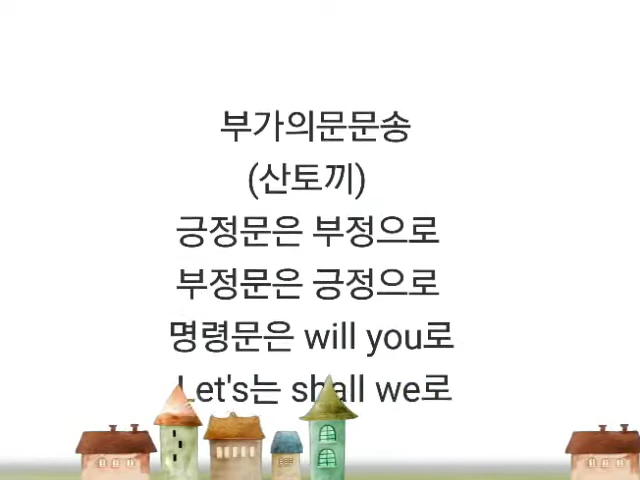 부가의문문송
(산토끼)
긍정문은 부정으로
부정문은 긍정으로
명령문은 will you로
Let's는 shall we로